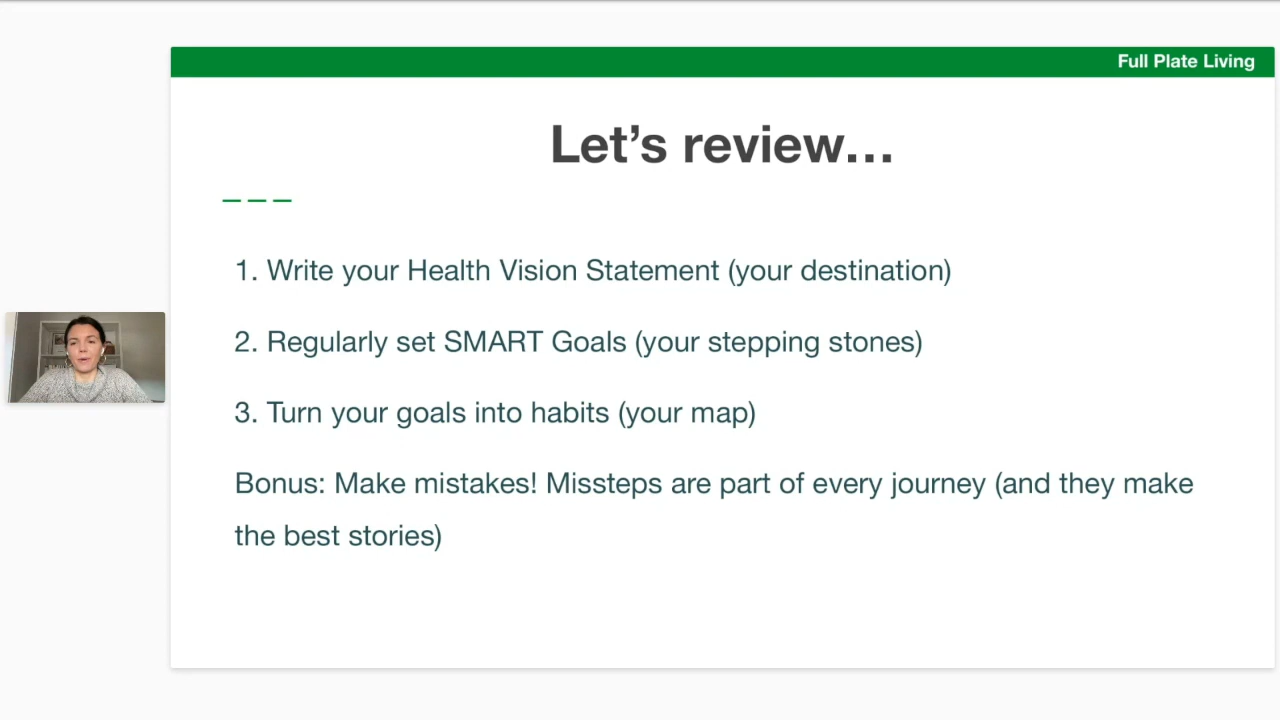 Full Plate Living
Let’s review…
1. Write your Health Vision Statement (your destination)
2. Regularly set SMART Goals (your stepping stones)
3. Turn your goals into habits (your map)
Bonus: Make mistakes! Missteps are part of every journey (and they make
the best stories)